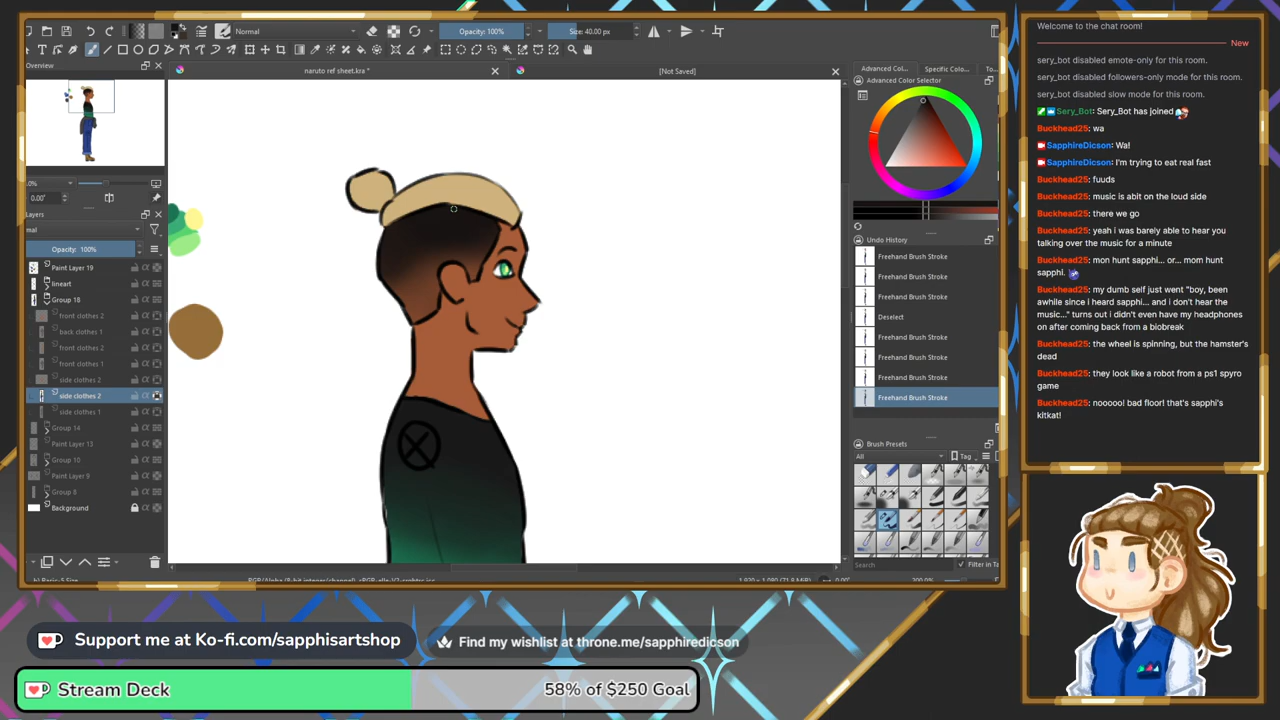 Normal
Opacity: 100%
Size: 40.00 px
Overview
naruto ref sheet.kra *
[Not Saved]
Advanced Col...
Specific Colo...
To...
Advanced Color Selector
0%
0.00°
Layers
mal
Opacity: 100%
Paint Layer 19
lineart
Group 18
front clothes 2
back clothes 1
front clothes 2
front clothes 1
side clothes 2
side clothes 2
side clothes 1
Group 14
Paint Layer 13
Group 10
Paint Layer 9
Group 8
Background
Undo History
Freehand Brush Stroke
Freehand Brush Stroke
Freehand Brush Stroke
Deselect
Freehand Brush Stroke
Freehand Brush Stroke
Freehand Brush Stroke
Freehand Brush Stroke
Brush Presets
All
Tag
Search
Filter in Ta
Welcome to the chat room!
New
sery_bot disabled emote-only for this room.
sery_bot disabled followers-only mode for this room.
sery_bot disabled slow mode for this room.
Sery_Bot: Sery_Bot has joined
Buckhead25: wa
SapphireDicson: Wa!
SapphireDicson: I'm trying to eat real fast
Buckhead25: fuuds
Buckhead25: music is abit on the loud side
Buckhead25: there we go
Buckhead25: yeah i was barely able to hear you
talking over the music for a minute
Buckhead25: mon hunt sapphi... or... mom hunt
sapphi.
Buckhead25: my dumb self just went "boy, been
awhile since i heard sapphi... and i don't hear the
music..." turns out i didn't even have my headphones
on after coming back from a biobreak
Buckhead25: the wheel is spinning, but the hamster's
dead
Buckhead25: they look like a robot from a ps1 spyro
game
Buckhead25: noooo! bad floor! that's sapphi's
kitkat!
Support me at Ko-fi.com/sapphisartshop
Find my wishlist at throne.me/sapphiredicson
Stream Deck
58% of $250 Goal